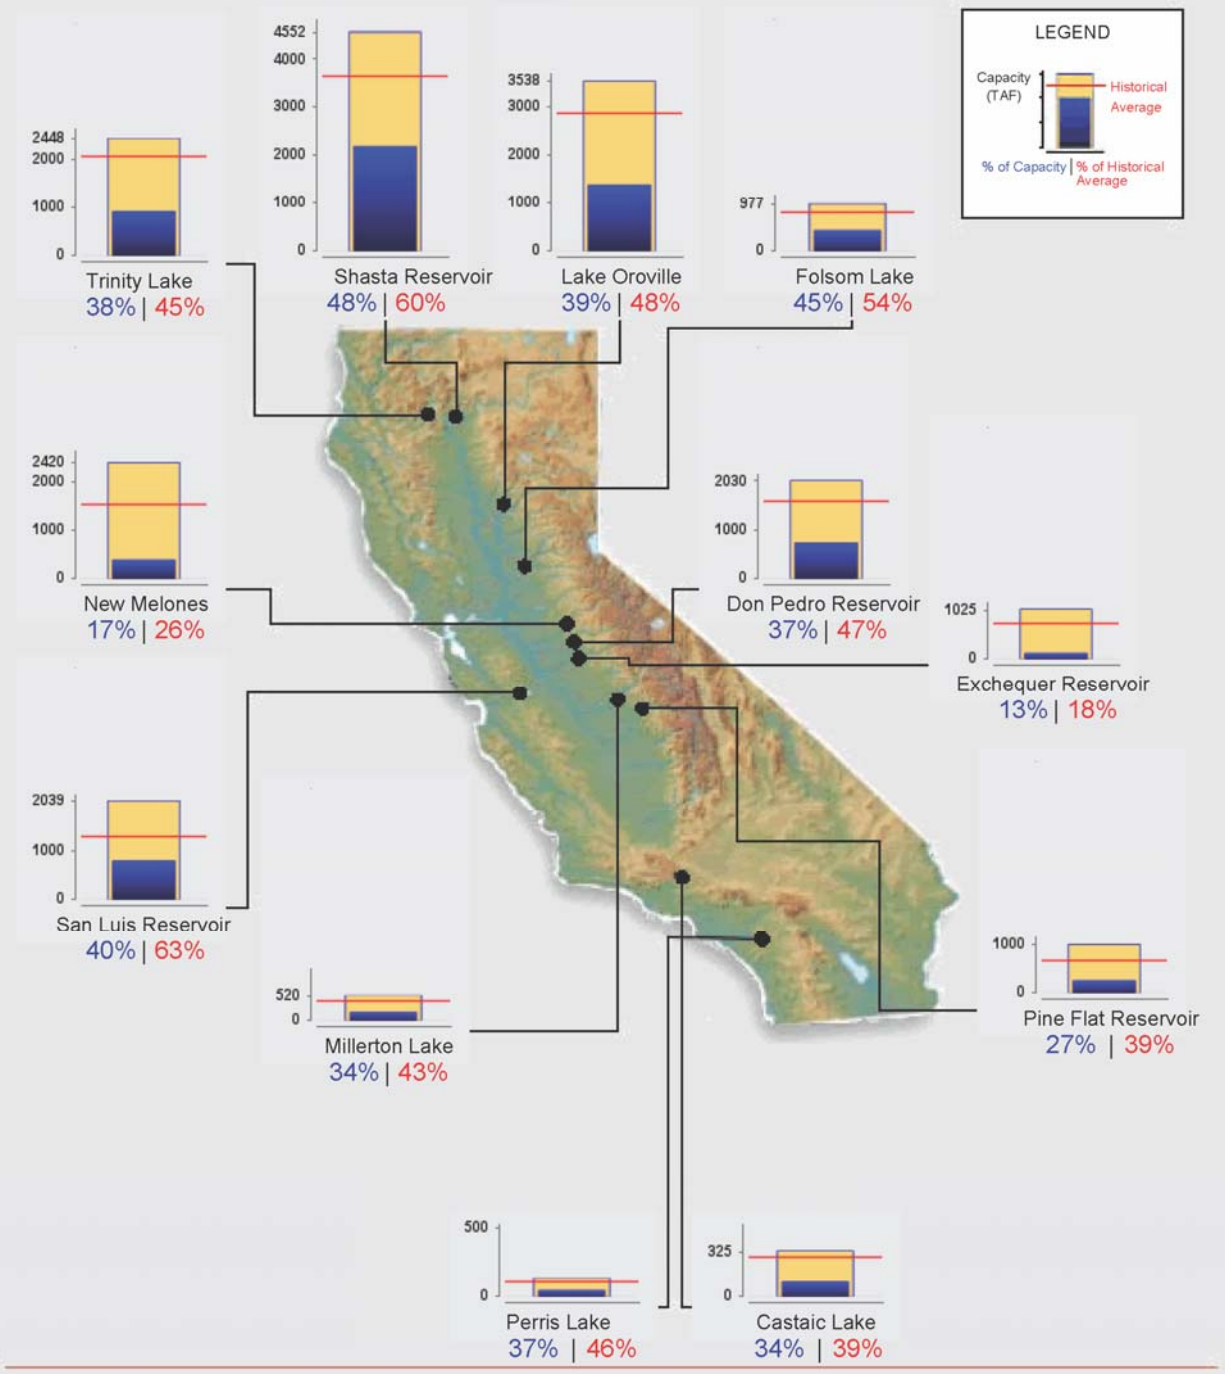 4552
4000
3000
2000
1000
0
Shasta Reservoir
48% | 60%
3538
3000
2000
1000
0
Lake Oroville
39% | 48%
LEGEND
Capacity
(TAF)
Historical
Average
% of Capacity | % of Historical
Average
2448
2000
1000
0
Trinity Lake
38% | 45%
977
0
Folsom Lake
45% | 54%
2420
2000
1000
0
New Melones
17% | 26%
2030
1000
0
Don Pedro Reservoir
37% | 47%
1025
0
Exchequer Reservoir
13% | 18%
2039
1000
0
San Luis Reservoir
40% | 63%
520
0
Millerton Lake
34% | 43%
1000
0
Pine Flat Reservoir
27% | 39%
500
0
Perris Lake
37% | 46%
325
0
Castaic Lake
34% | 39%